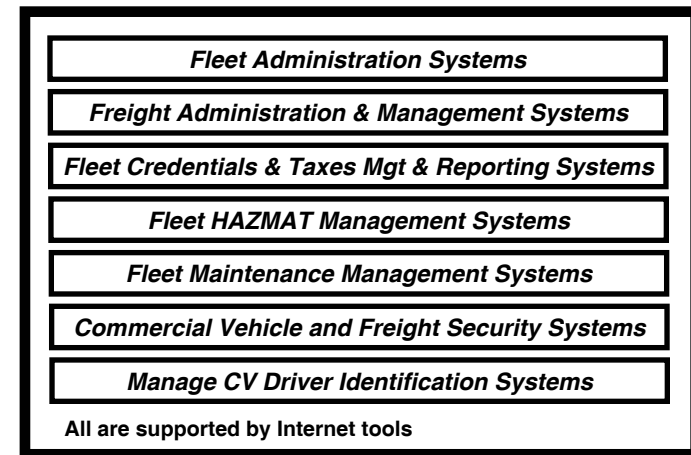 Fleet Administration Systems
Freight Administration & Management Systems
Fleet Credentials & Taxes Mgt & Reporting Systems
Fleet HAZMAT Management Systems
Fleet Maintenance Management Systems
Commercial Vehicle and Freight Security Systems
Manage CV Driver Identification Systems
All are supported by Internet tools